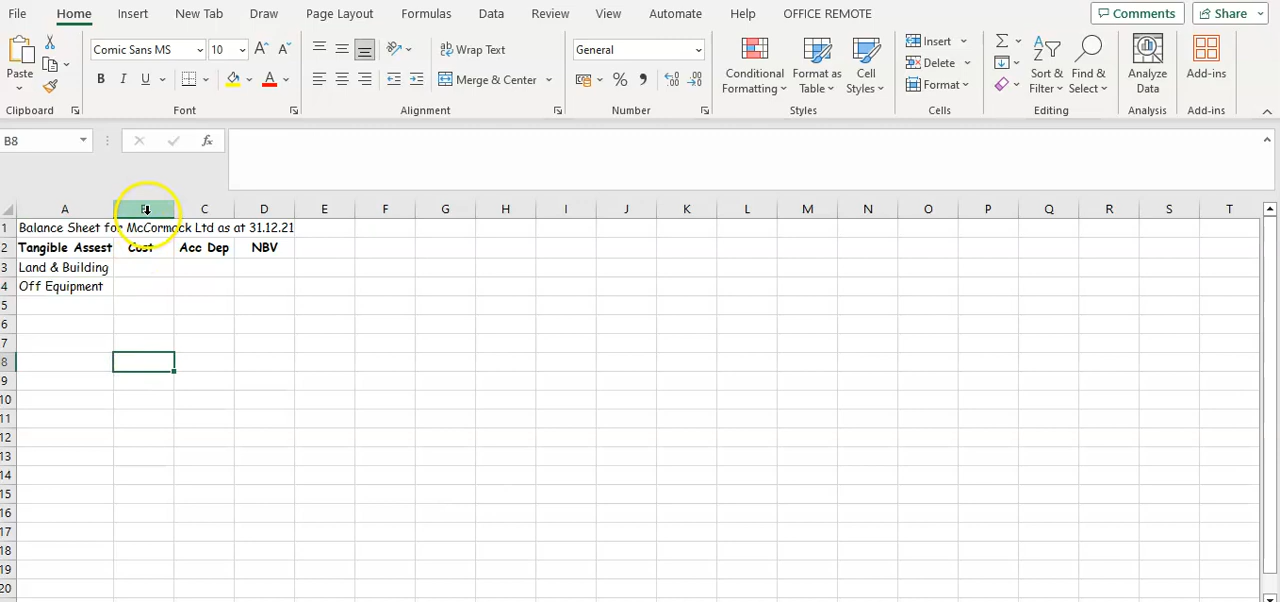 File Home Insert New Tab Draw Page Layout Formulas Data Review View Automate Help OFFICE REMOTE Comments Share
Comic Sans MS 10 A A Wrap Text General Insert
Paste B I U A Merge & Center % Conditional Formatting Format as Table Cell Styles Delete Format Sort & Filter Find & Select Analyze Data Add-ins
Clipboard Font Alignment Number Styles Cells Editing Analysis Add-ins
B8 fx
A C D E F G H I J K L M N O P Q R S T
1 Balance Sheet for McCormack Ltd as at 31.12.21
2 Tangible Assest Cost Acc Dep NBV
3 Land & Building
4 Off Equipment
5
6
7
8
9
10
11
12
13
14
15
16
17
18
19
20